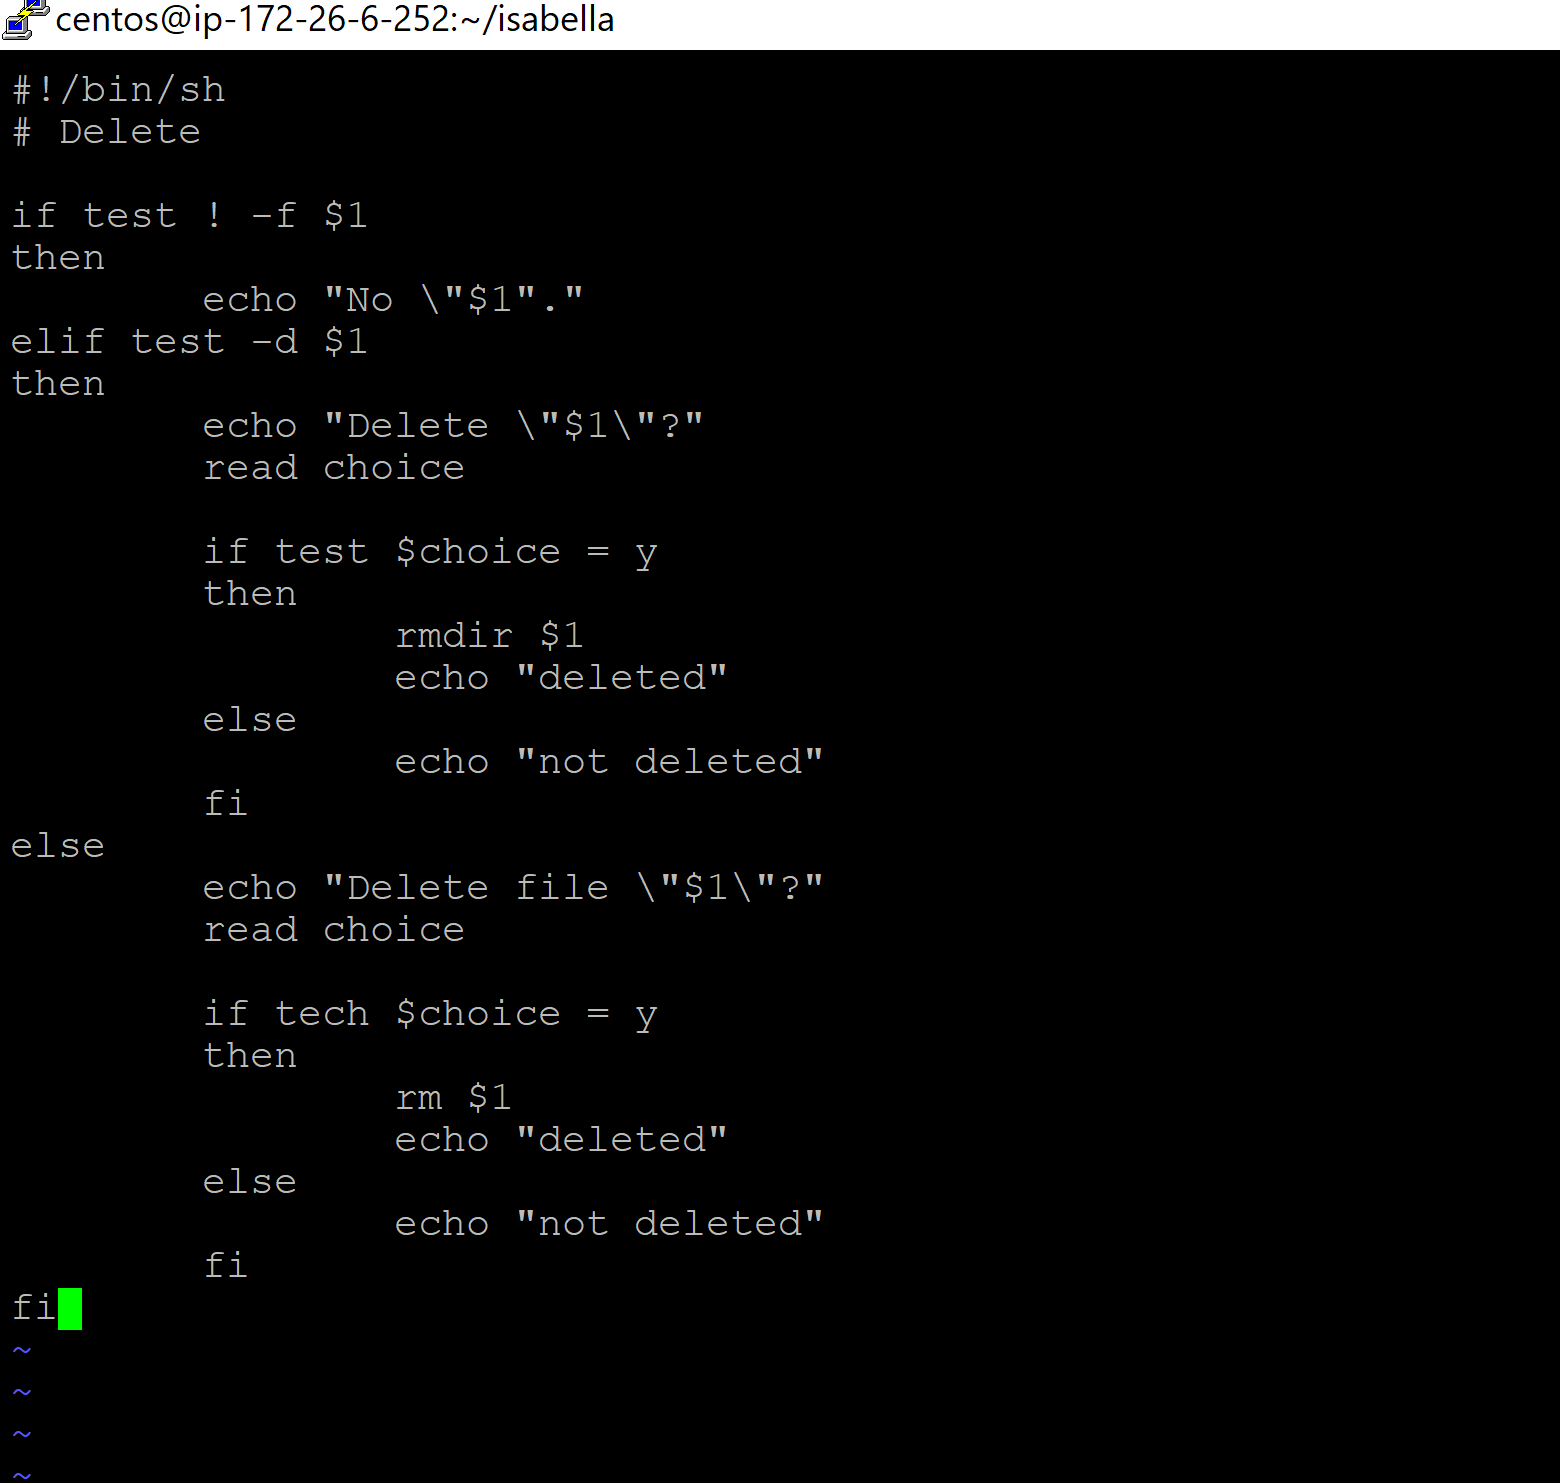 centos@ip-172-26-6-252:~/isabella
#!/bin/sh
# Delete
if test ! -f $1
then
echo "No \"$1"."
elif test -d $1
then
echo "Delete \"$1\"?"
read choice
if test $choice = y
then
rmdir $1
echo "deleted"
else
echo "not deleted"
fi
else
echo "Delete file \"$1\"?"
read choice
if tech $choice = y
then
rm $1
echo "deleted"
else
echo "not deleted"
fi
fi
~
~
~
~